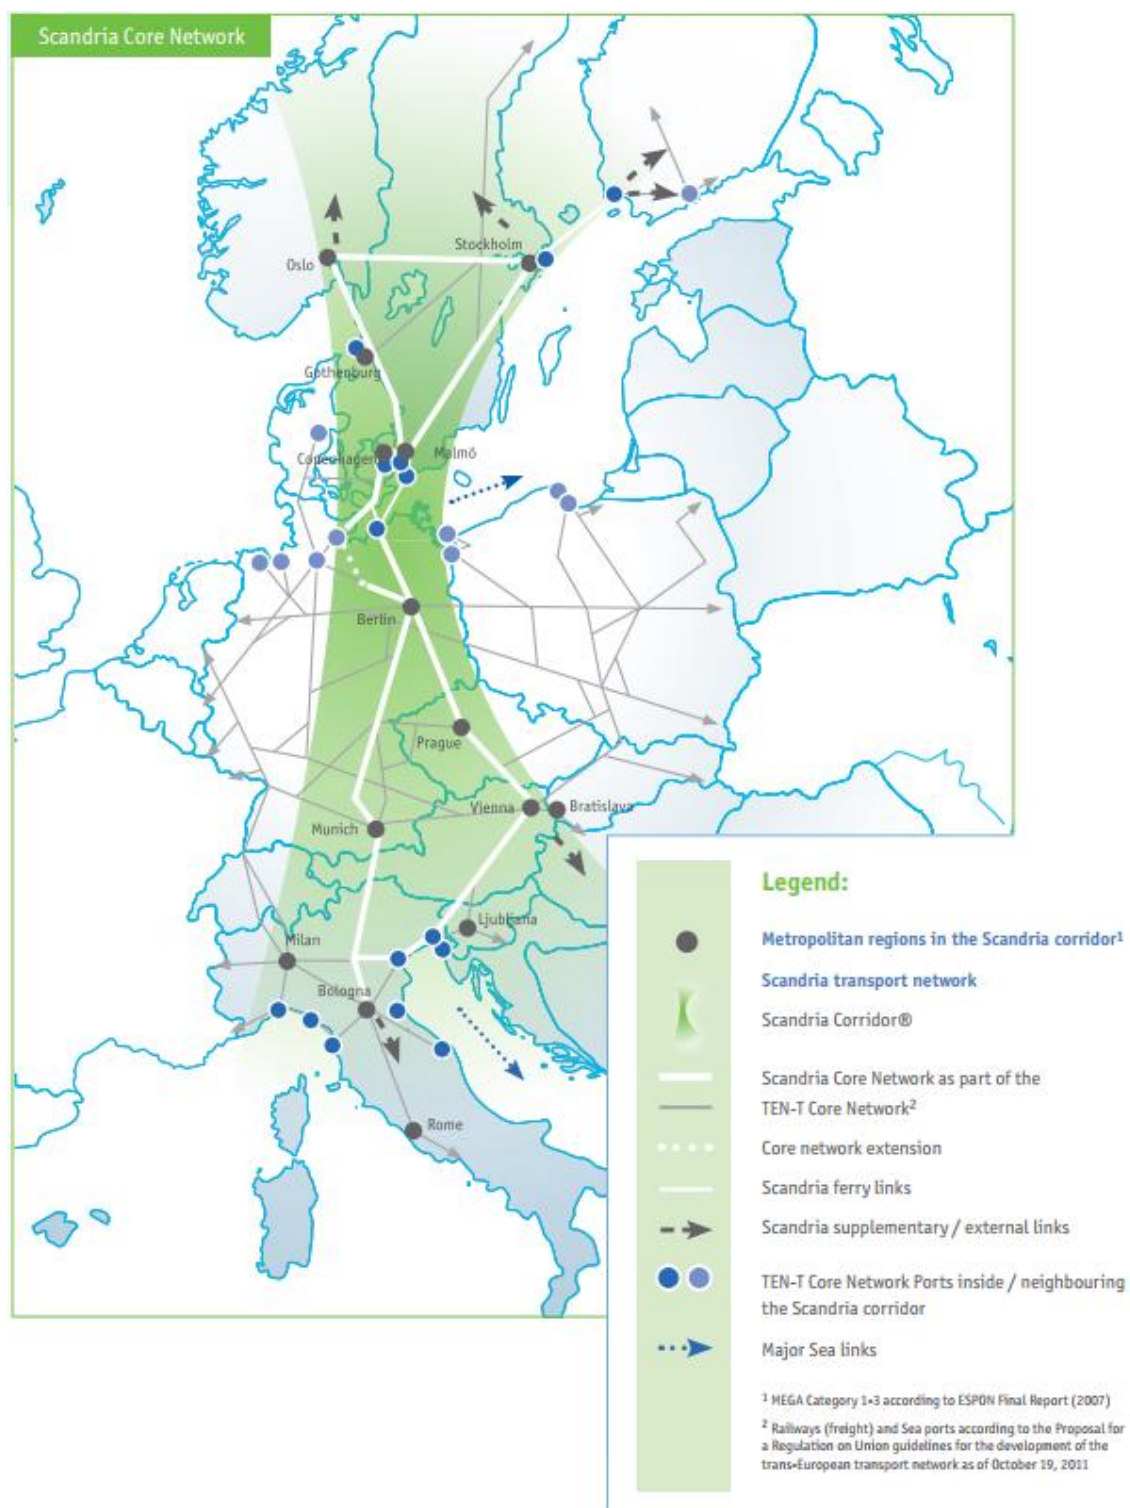 Scandria Core Network
Stockholm
Oslo
Gothenburg
Copenhagen
Malmö
Berlin
Prague
Vienna
Bratislava
Munich
Ljubljana
Milan
Bologna
Rome
Legend:
Metropolitan regions in the Scandria corridor¹
Scandria transport network
Scandria Corridor®
Scandria Core Network as part of the
TEN-T Core Network²
Core network extension
Scandria ferry links
Scandria supplementary / external links
TEN-T Core Network Ports inside / neighbouring
the Scandria corridor
Major Sea links
¹ MEGA Category 1-3 according to ESPON Final Report (2007)
² Railways (freight) and Sea ports according to the Proposal for
a Regulation on Union guidelines for the development of the
trans-European transport network as of October 19, 2011